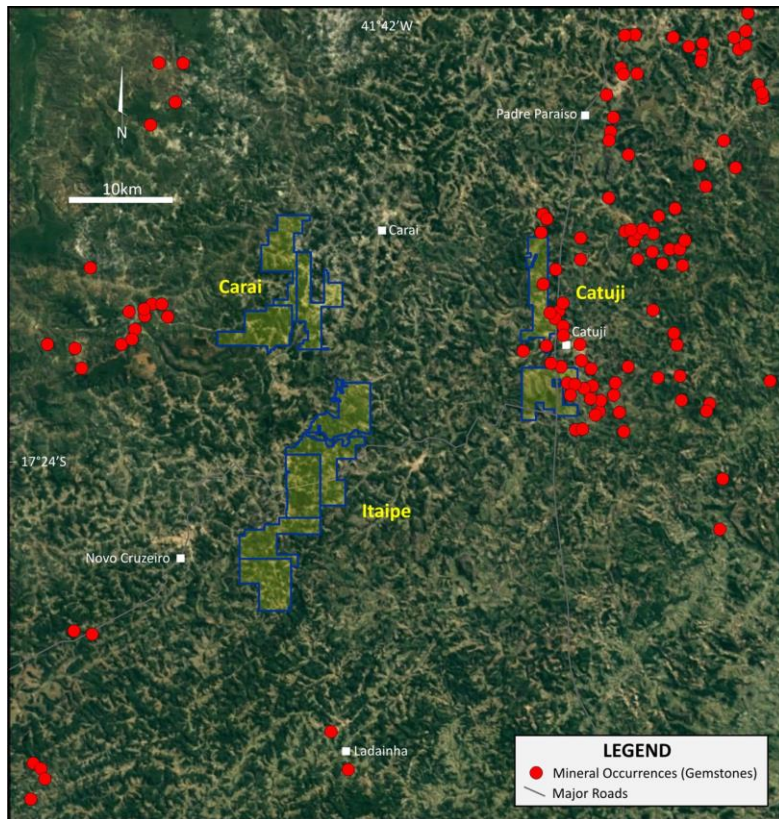 41°42'W
Padre Paraiso
N
10km
Carai
Carai
Catuji
Catují
17°24'S
Itaipe
Novo Cruzeiro
Ladainha
LEGEND
Mineral Occurrences (Gemstones)
Major Roads